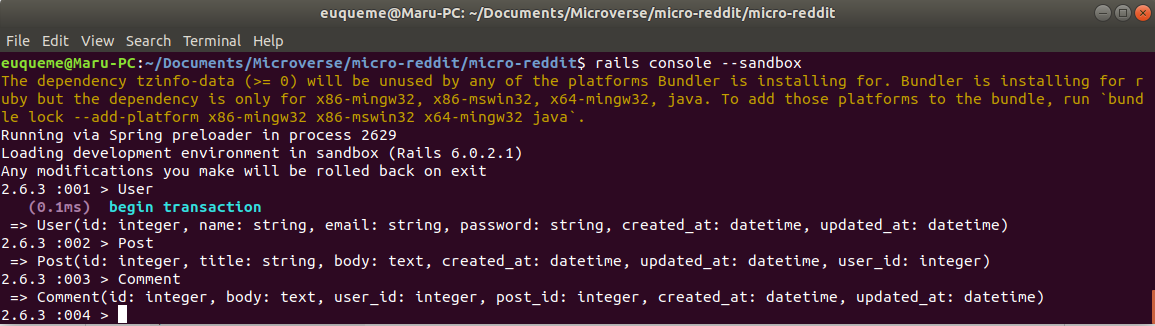 euqueme@Maru-PC: ~/Documents/Microverse/micro-reddit/micro-reddit
File Edit View Search Terminal Help
euqueme@Maru-PC:~/Documents/Microverse/micro-reddit/micro-reddit$ rails console --sandbox
The dependency tzinfo-data (>= 0) will be unused by any of the platforms Bundler is installing for. Bundler is installing for r
uby but the dependency is only for x86-mingw32, x86-mswin32, x64-mingw32, java. To add those platforms to the bundle, run `bund
le lock --add-platform x86-mingw32 x86-mswin32 x64-mingw32 java`.
Running via Spring preloader in process 2629
Loading development environment in sandbox (Rails 6.0.2.1)
Any modifications you make will be rolled back on exit
2.6.3 :001 > User
   (0.1ms)  begin transaction
 => User(id: integer, name: string, email: string, password: string, created_at: datetime, updated_at: datetime)
2.6.3 :002 > Post
 => Post(id: integer, title: string, body: text, created_at: datetime, updated_at: datetime, user_id: integer)
2.6.3 :003 > Comment
 => Comment(id: integer, body: text, user_id: integer, post_id: integer, created_at: datetime, updated_at: datetime)
2.6.3 :004 >